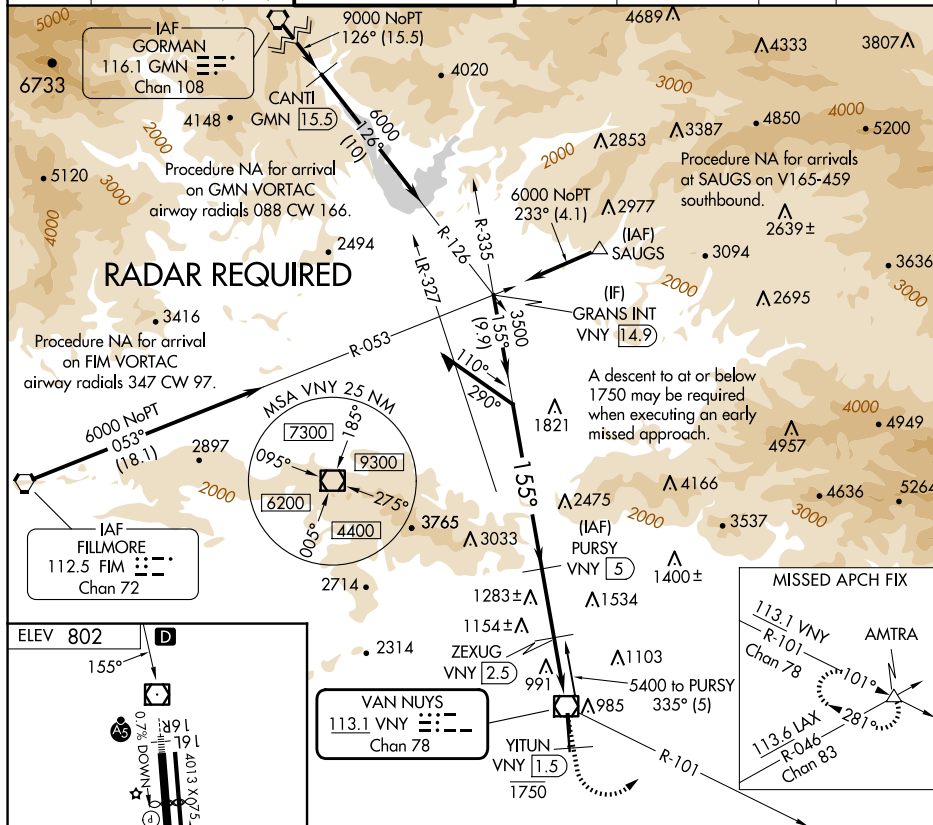 5000
IAF
GORMAN
116.1 GMN
Chan 108
6733
9000 NoPT
126° (15.5)
4689
4333
3807
4020
3000
CANTI
GMN 15.5
4148
2000
6000
126°
(10)
4000
4850
5200
3387
2853
2000
5120
3000
4000
Procedure NA for arrival
on GMN VORTAC
airway radials 088 CW 166.
Procedure NA for arrivals
at SAUGS on V165-459
southbound.
6000 NoPT
233° (4.1)
2977
2639±
R-335
R-126
(IAF)
SAUGS
3094
3636
3000
2494
LR-327
RADAR REQUIRED
2000
2695
(IF)
GRANS INT
VNY 14.9
3416
Procedure NA for arrival
on FIM VORTAC
airway radials 347 CW 97.
R-053
3500
155°
(9.9)
110°
290°
A descent to at or below
1750 may be required
when executing an early
missed approach.
1821
4000
4949
4957
6000 NoPT
053°
(18.1)
2897
2000
MSA VNY 25 NM
7300
185°
095°
9300
6200
275°
005°
4400
155°
4166
4636
5264
3000
2475
2000
3537
3765
3033
IAF
FILLMORE
112.5 FIM
Chan 72
(IAF)
PURSY
VNY 5
1400±
2714
1283±
1534
1154±
MISSED APCH FIX
113.1 VNY
R-101
Chan 78
AMTRA
101°
281°
113.6 LAX
R-046
Chan 83
ELEV 802
D
155°
2314
ZEXUG
VNY 2.5
1103
991
5400 to PURSY
335° (5)
VAN NUYS
113.1 VNY
Chan 78
985
YITUN
VNY 1.5
1750
R-101
A5
16R
16L
0.7% DOWN
4013 X 75
P